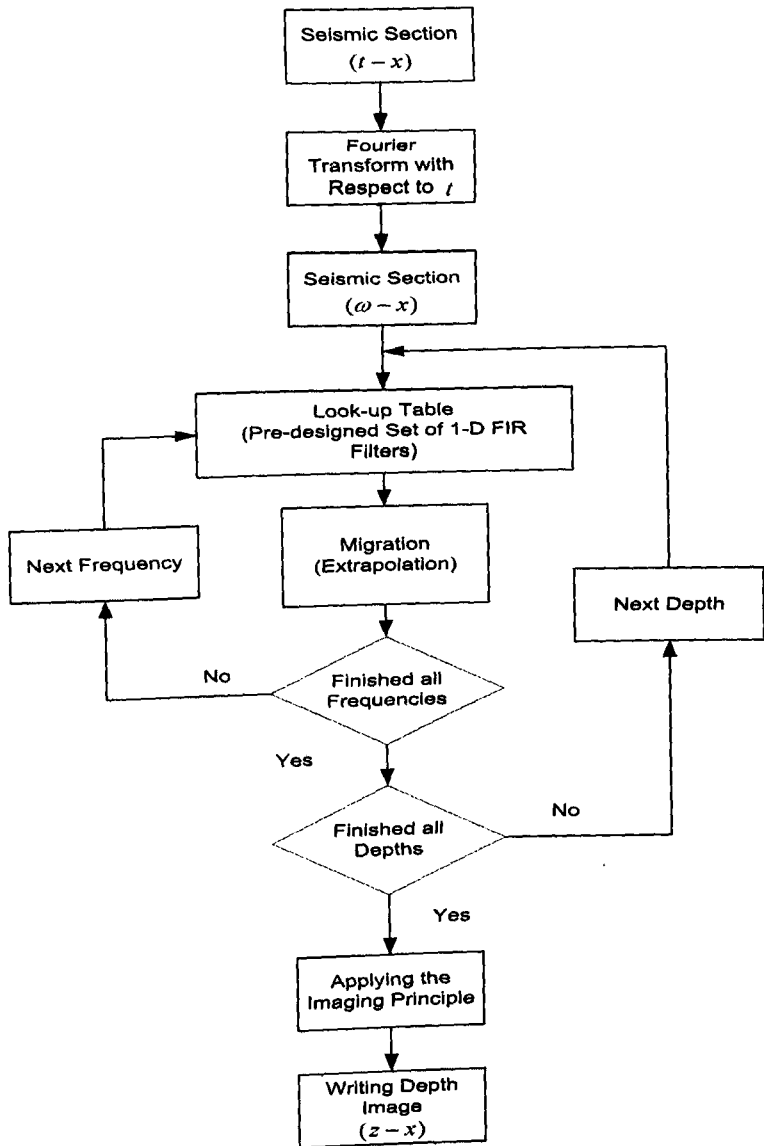 Seismic Section
(t − x)
Fourier
Transform with
Respect to t
Seismic Section
(ω − x)
Look-up Table
(Pre-designed Set of 1-D FIR
Filters)
Next Frequency
Migration
(Extrapolation)
Next Depth
No
Finished all
Frequencies
Yes
No
Finished all
Depths
Yes
Applying the
Imaging Principle
Writing Depth
Image
(z − x)